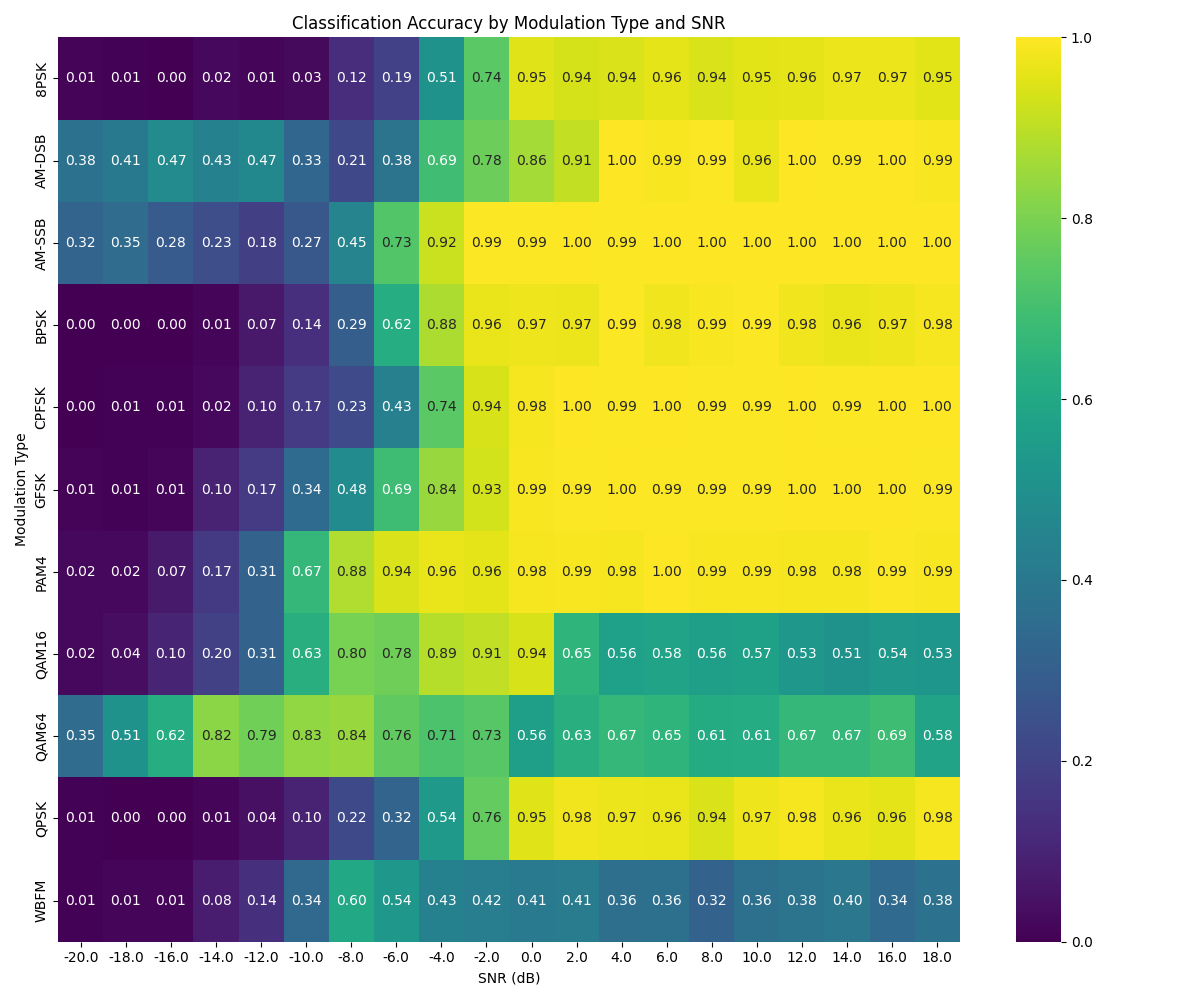 Classification Accuracy by Modulation Type and SNR
Modulation Type
8PSK 0.01 0.01 0.00 0.02 0.01 0.03 0.12 0.19 0.51 0.74 0.95 0.94 0.94 0.96 0.94 0.95 0.96 0.97 0.97 0.95
AM-DSB 0.38 0.41 0.47 0.43 0.47 0.33 0.21 0.38 0.69 0.78 0.86 0.91 1.00 0.99 0.99 0.96 1.00 0.99 1.00 0.99
AM-SSB 0.32 0.35 0.28 0.23 0.18 0.27 0.45 0.73 0.92 0.99 0.99 1.00 0.99 1.00 1.00 1.00 1.00 1.00 1.00 1.00
BPSK 0.00 0.00 0.00 0.01 0.07 0.14 0.29 0.62 0.88 0.96 0.97 0.97 0.99 0.98 0.99 0.99 0.98 0.96 0.97 0.98
CPFSK 0.00 0.01 0.01 0.02 0.10 0.17 0.23 0.43 0.74 0.94 0.98 1.00 0.99 1.00 0.99 0.99 1.00 0.99 1.00 1.00
GFSK 0.01 0.01 0.01 0.10 0.17 0.34 0.48 0.69 0.84 0.93 0.99 0.99 1.00 0.99 0.99 0.99 1.00 1.00 1.00 0.99
PAM4 0.02 0.02 0.07 0.17 0.31 0.67 0.88 0.94 0.96 0.96 0.98 0.99 0.98 1.00 0.99 0.99 0.98 0.98 0.99 0.99
QAM16 0.02 0.04 0.10 0.20 0.31 0.63 0.80 0.78 0.89 0.91 0.94 0.65 0.56 0.58 0.56 0.57 0.53 0.51 0.54 0.53
QAM64 0.35 0.51 0.62 0.82 0.79 0.83 0.84 0.76 0.71 0.73 0.56 0.63 0.67 0.65 0.61 0.61 0.67 0.67 0.69 0.58
QPSK 0.01 0.00 0.00 0.01 0.04 0.10 0.22 0.32 0.54 0.76 0.95 0.98 0.97 0.96 0.94 0.97 0.98 0.96 0.96 0.98
WBFM 0.01 0.01 0.01 0.08 0.14 0.34 0.60 0.54 0.43 0.42 0.41 0.41 0.36 0.36 0.32 0.36 0.38 0.40 0.34 0.38
-20.0 -18.0 -16.0 -14.0 -12.0 -10.0 -8.0 -6.0 -4.0 -2.0 0.0 2.0 4.0 6.0 8.0 10.0 12.0 14.0 16.0 18.0
SNR (dB)
1.0
0.8
0.6
0.4
0.2
0.0